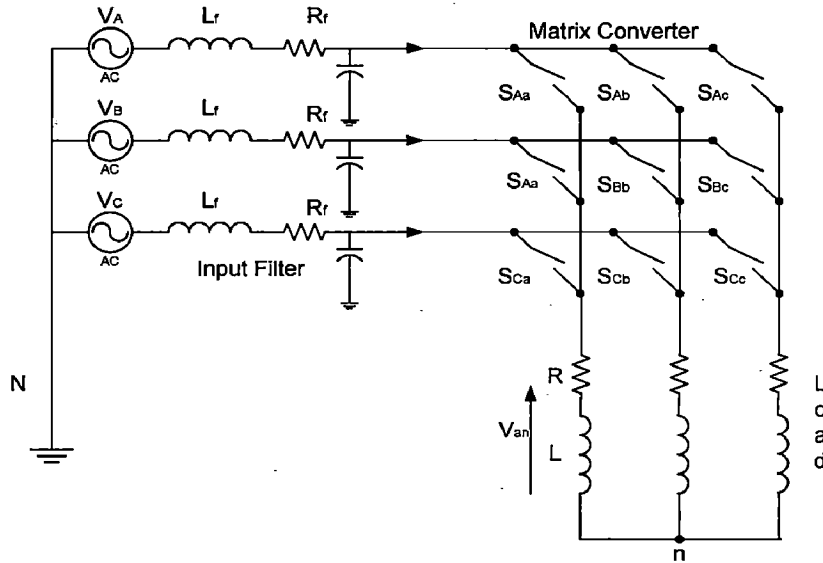 VA Lf Rf
Matrix Converter
AC
SAa SAb SAc
VB Lf Rf
AC
SAa SBb SBc
VC Lf Rf
AC
Input Filter
SCa SCb SCc
N
R
Van
L
L
o
a
d
n